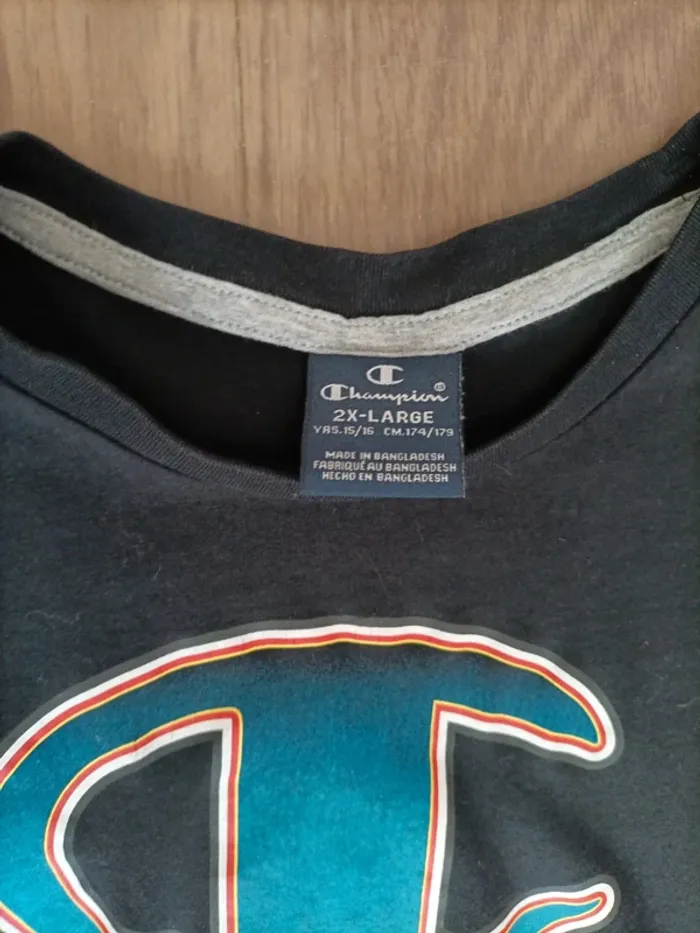 Champion
2X-LARGE
YRS.15/16 CM.174/179
MADE IN BANGLADESH
FABRIQUÉ AU BANGLADESH
HECHO EN BANGLADESH